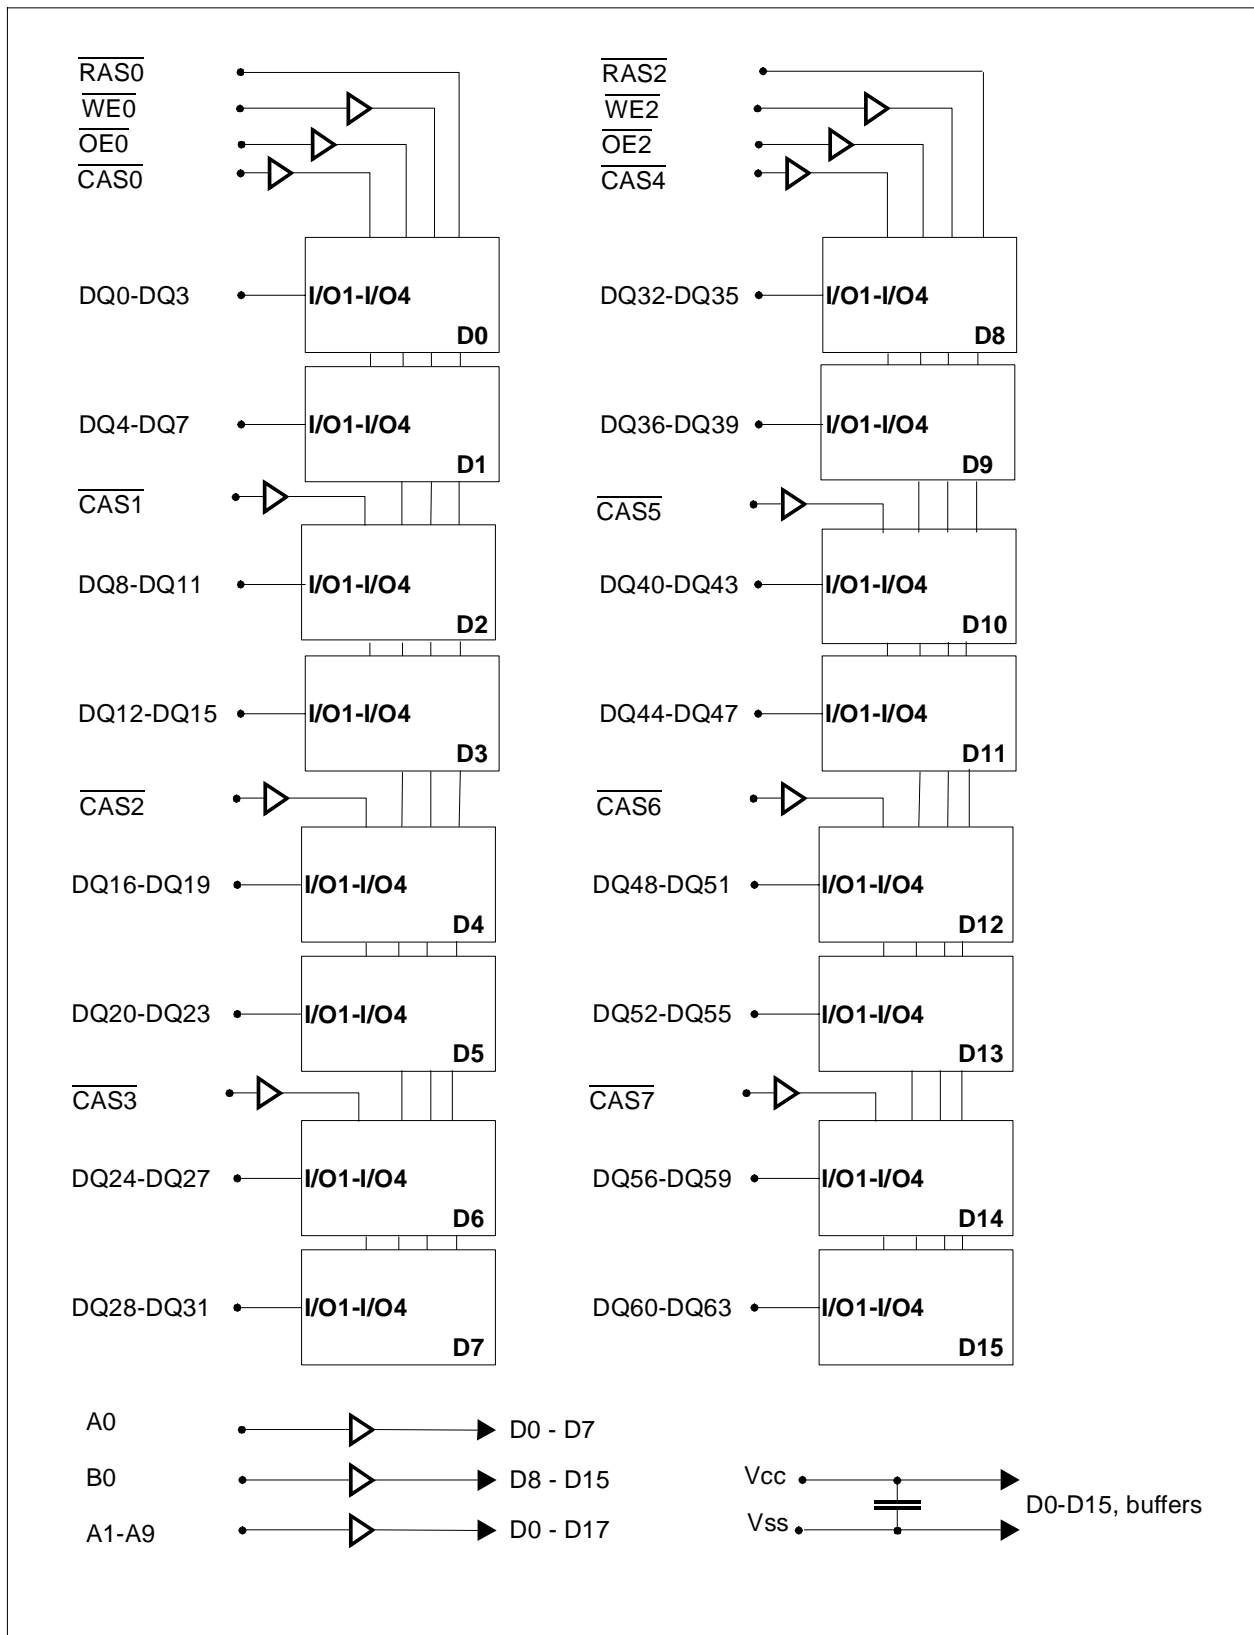 RAS0
WE0
OE0
CAS0
DQ0-DQ3
I/O1-I/O4
D0
DQ4-DQ7
I/O1-I/O4
D1
CAS1
DQ8-DQ11
I/O1-I/O4
D2
DQ12-DQ15
I/O1-I/O4
D3
CAS2
DQ16-DQ19
I/O1-I/O4
D4
DQ20-DQ23
I/O1-I/O4
D5
CAS3
DQ24-DQ27
I/O1-I/O4
D6
DQ28-DQ31
I/O1-I/O4
D7
RAS2
WE2
OE2
CAS4
DQ32-DQ35
I/O1-I/O4
D8
DQ36-DQ39
I/O1-I/O4
D9
CAS5
DQ40-DQ43
I/O1-I/O4
D10
DQ44-DQ47
I/O1-I/O4
D11
CAS6
DQ48-DQ51
I/O1-I/O4
D12
DQ52-DQ55
I/O1-I/O4
D13
CAS7
DQ56-DQ59
I/O1-I/O4
D14
DQ60-DQ63
I/O1-I/O4
D15
A0 D0 - D7
B0 D8 - D15
A1-A9 D0 - D17
Vcc
Vss
D0-D15, buffers